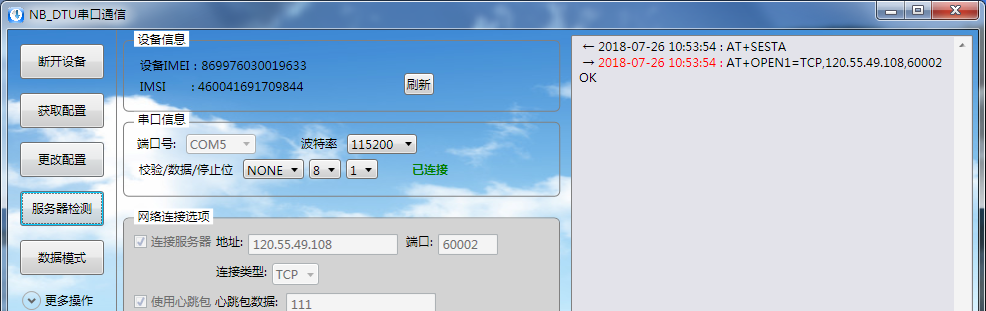 NB_DTU串口通信
断开设备
获取配置
更改配置
服务器检测
数据模式
更多操作
设备信息
设备IMEI : 869976030019633
IMSI : 460041691709844
刷新
串口信息
端口号: COM5 波特率 115200
校验/数据/停止位 NONE 8 1 已连接
网络连接选项
连接服务器 地址: 120.55.49.108 端口: 60002
连接类型: TCP
使用心跳包 心跳包数据: 111
← 2018-07-26 10:53:54 : AT+SESTA
→ 2018-07-26 10:53:54 : AT+OPEN1=TCP,120.55.49.108,60002
OK